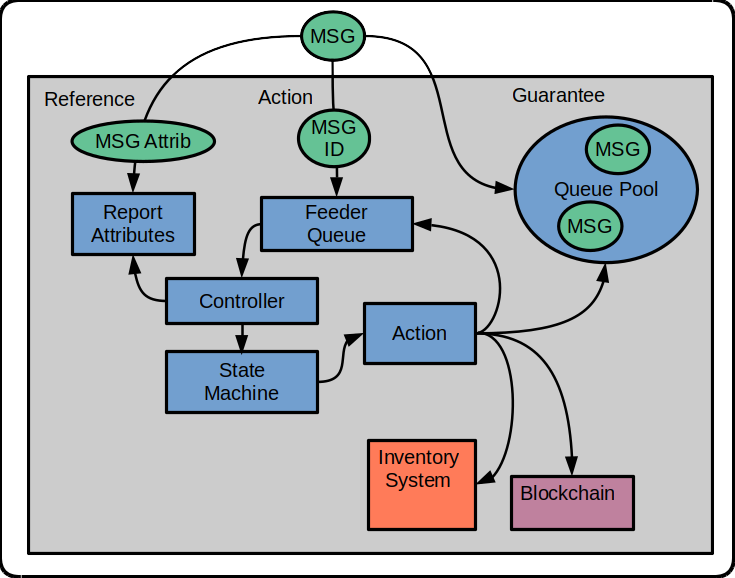 MSG
Reference
Action
Guarantee
MSG Attrib
MSG
ID
MSG
Queue Pool
MSG
Report
Attributes
Feeder
Queue
Controller
State
Machine
Action
Inventory
System
Blockchain